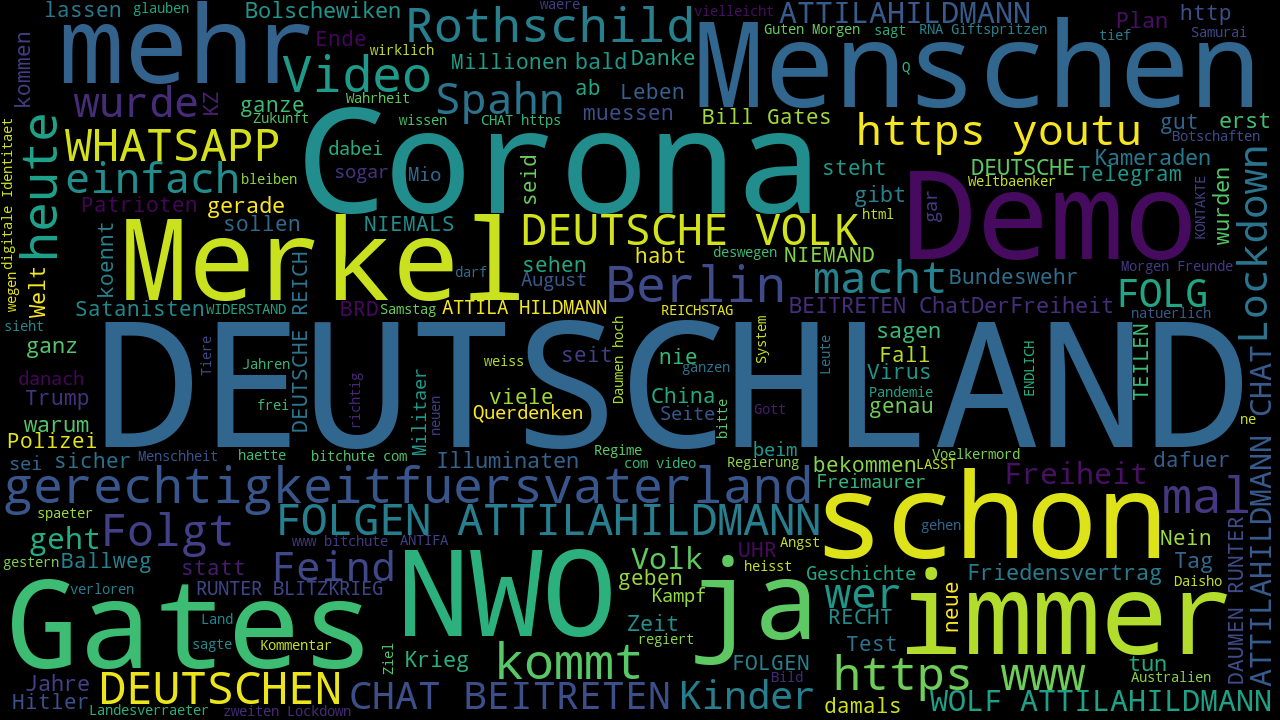 lassen glauben Bolschewiken waere vielleicht ATTILAHILDMANN Plan http
mehr Ende Rothschild Menschen Guten Morgen sagt RNA Giftspritzen tief Samurai
kommen wirklich Video Millionen bald Danke Q
wurde KZ ganze Wahrheit Spahn ab Leben
Zukunft Corona wissen CHAT https muessen Bill Gates https youtu gut erst
Botschaften
heute WHATSAPP dabei DEUTSCHE Kameraden
einfach bleiben sogar Mio seid steht gibt Weltbaenker Telegram
digitale Identitaet Patrioten gerade Demo gar KONTAKTE wurden Lockdown
koennt sollen NIEMALS DEUTSCHE VOLK
Merkel habt deswegen NIEMAND html
wegen Welt darf sehen August Berlin macht Bundeswehr Morgen Freunde
Satanisten WIDERSTAND DEUTSCHE REICH BRD Samstag ATTILA HILDMANN REICHSTAG BEITRETEN ChatDerFreiheit FOLG
natuerlich
sieht DEUTSCHLAND
ganz Tiere Daumen hoch System Leute sagen ENDLICH TEILEN
Jahren weiss seit nie ganzen Fall
danach Virus
Trump frei richtig neuen viele China Gott Pandemie
warum Militaer Querdenken Seite bitte genau ne
Polizei
sei sicher Menschheit haette bitchute com Illuminaten Regime com video beim Regierung Voelkermord bekommen LASST dafuer
gerechtigkeitfuersvaterland Freimaurer Freiheit
spaeter schon mal
Folgt FOLGEN ATTILAHILDMANN gehen
geht www bitchute ANTIFA Angst Nein
gestern Ballweg statt Feind NWO Volk UHR heisst ja Geschichte Friedensvertrag Tag
Gates verloren RUNTER BLITZKRIEG geben Kampf wer immer neue Daisho
Land RECHT
sagte Kommentar Zeit regiert Test
Ziel Krieg kommt FOLGEN tun
Jahre DEUTSCHEN Bild https www Australien
Hitler CHAT BEITRETEN Kinder damals WOLF ATTILAHILDMANN
Landesverraeter zweiten Lockdown
DAUMEN RUNTER
ATTILAHILDMANN CHAT